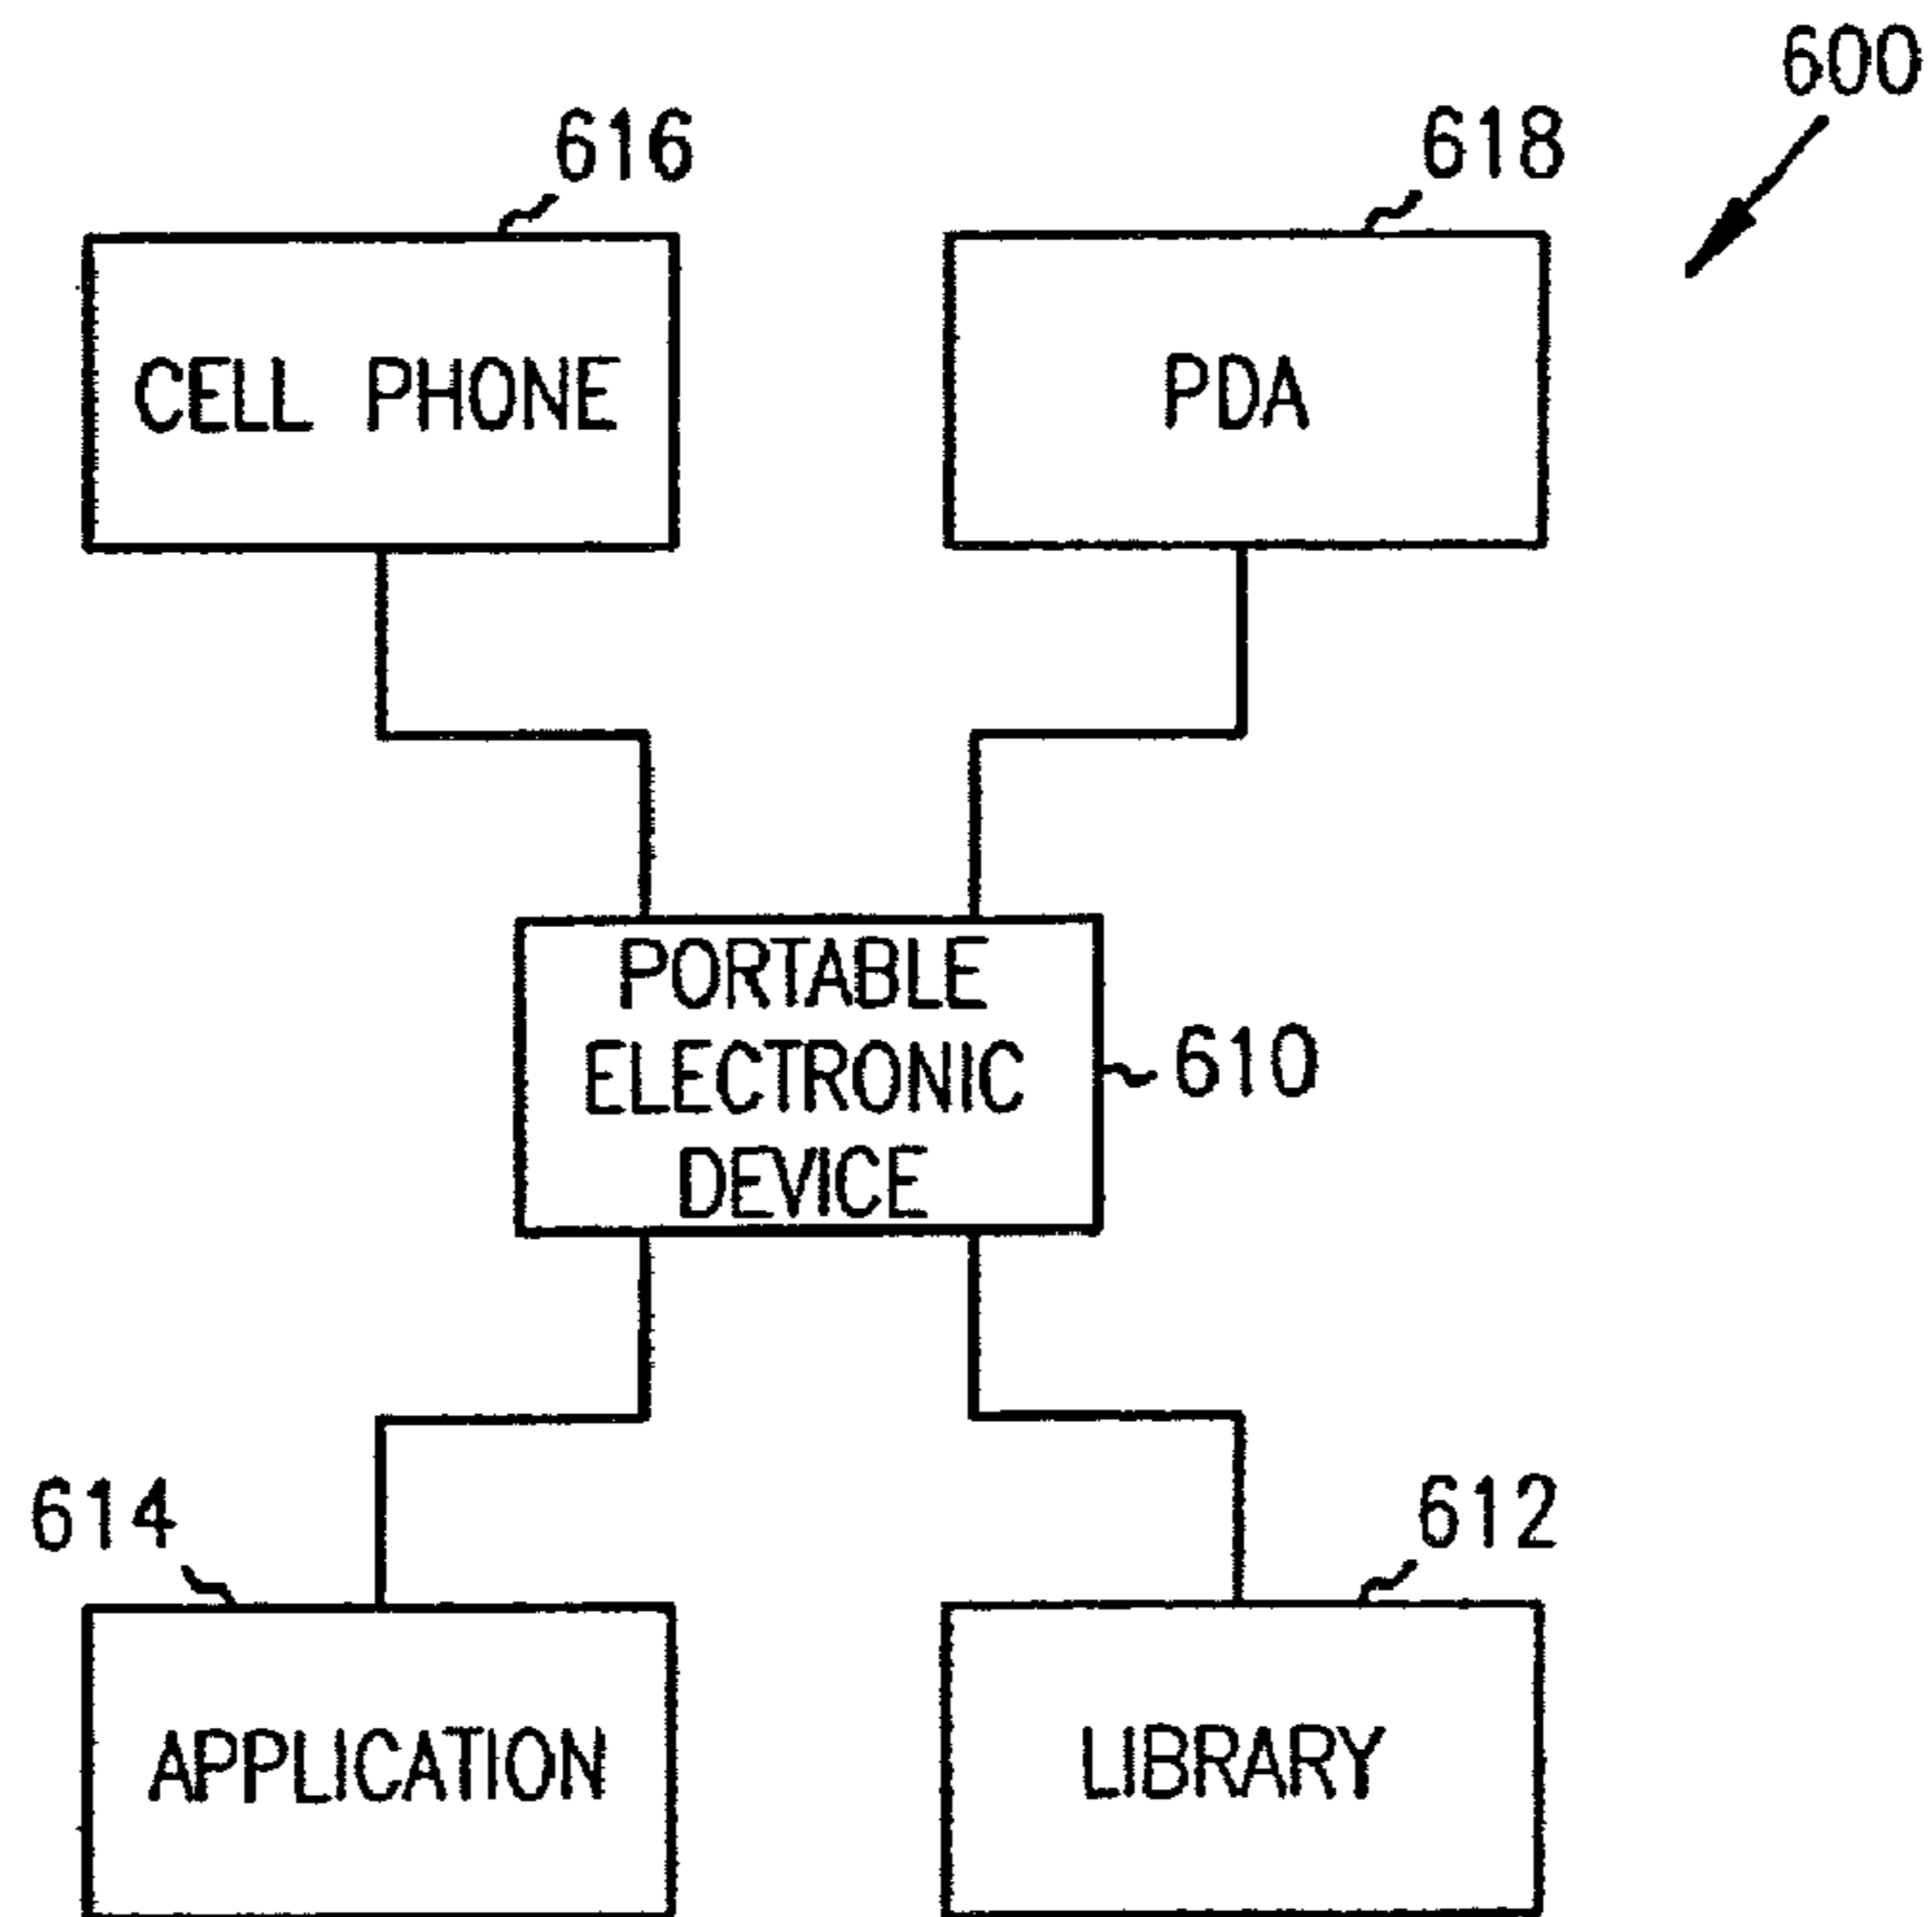 600
616
618
CELL PHONE
PDA
PORTABLE
ELECTRONIC
DEVICE
610
614
612
APPLICATION
LIBRARY